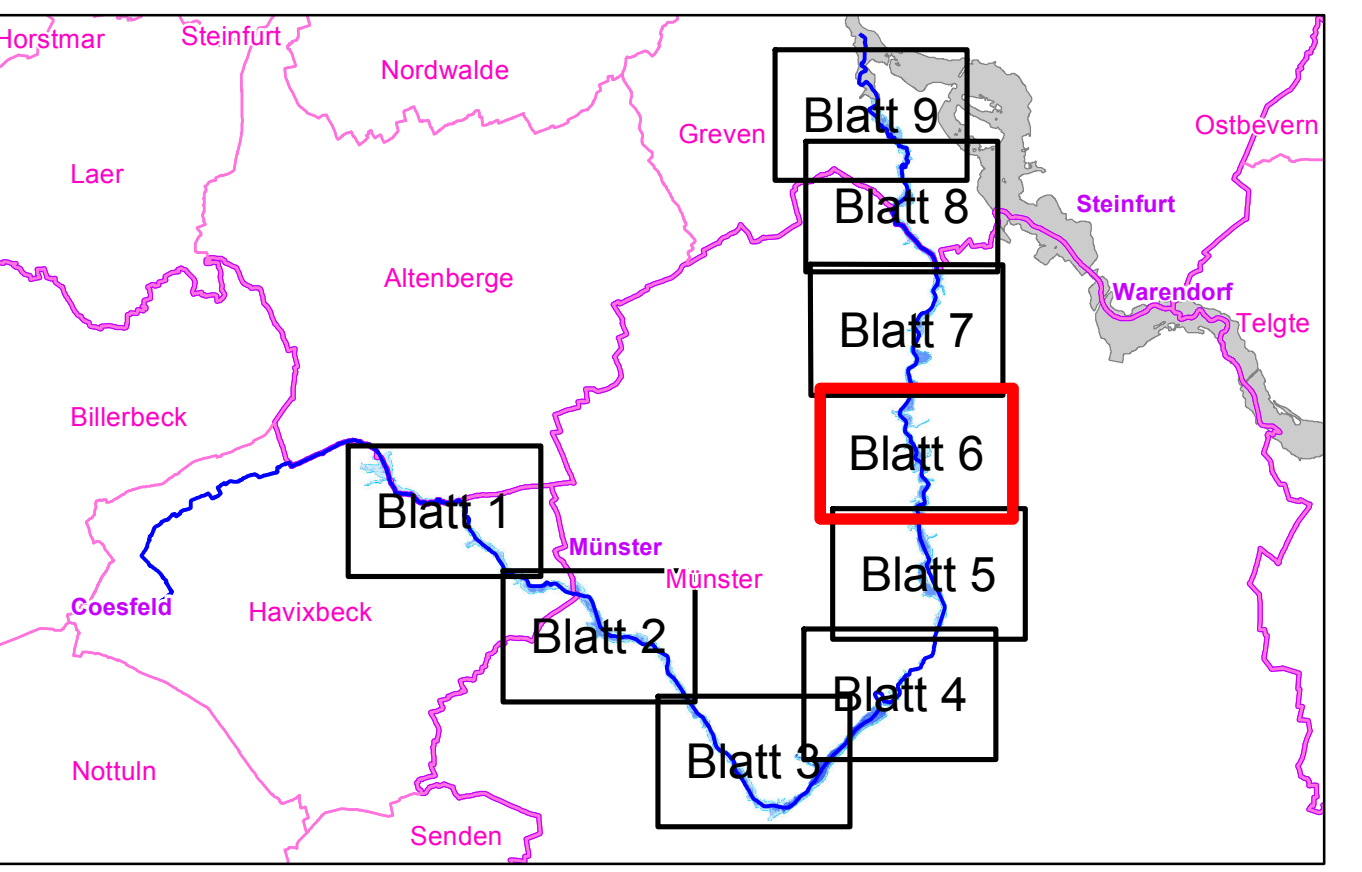 Horstmar
Steinfurt
Nordwalde
Greven
Blatt 9
Ostbevern
Laer
Blatt 8
Steinfurt
Altenberge
Warendorf
Telgte
Blatt 7
Billerbeck
Blatt 6
Blatt 1
Münster
Münster
Blatt 5
Coesfeld
Havixbeck
Blatt 2
Blatt 4
Nottuln
Blatt 3
Senden